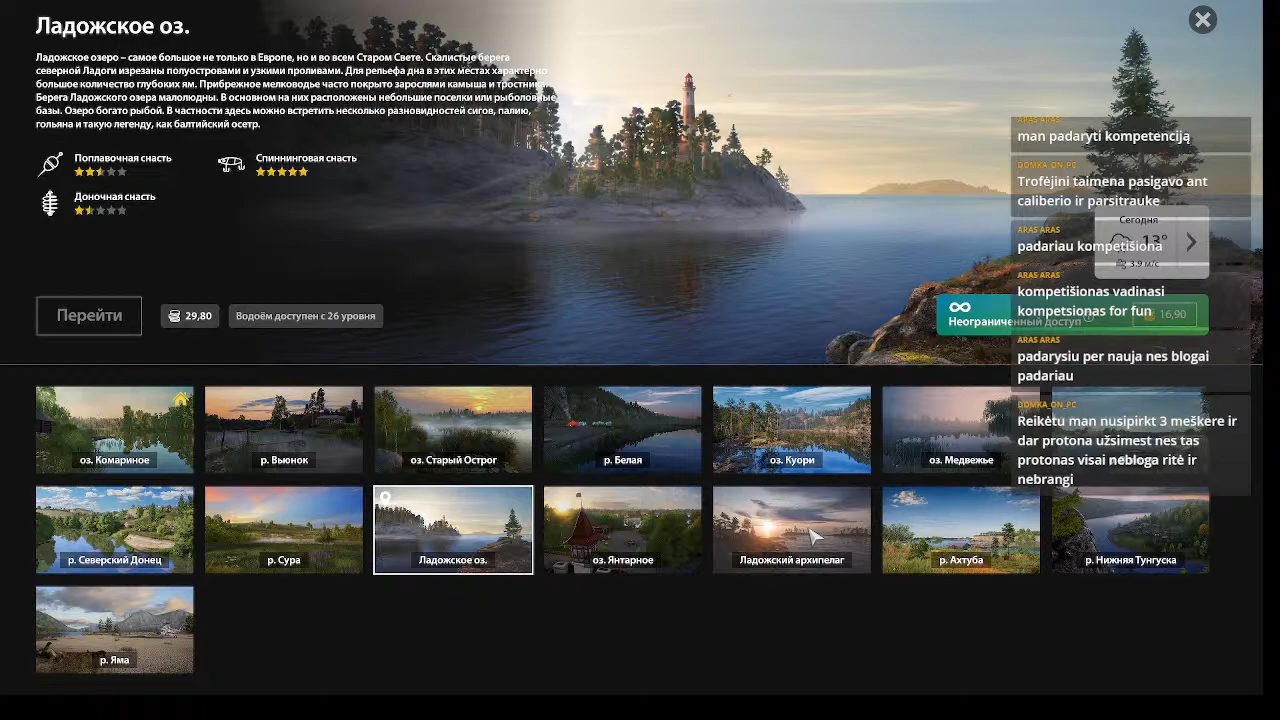 Ладожское оз.
Ладожское озеро – самое большое не только в Европе, но и во всем Старом Свете. Скалистые берега
северной Ладоги изрезаны полуостровами и узкими проливами. Для рельефа дна в этих местах характерно
большое количество глубоких ям. Прибрежное мелководье часто покрыто зарослями камыша и тростника.
Берега Ладожского озера малолюдны. В основном на них расположены небольшие поселки или рыболовные
базы. Озеро богато рыбой. В частности здесь можно встретить несколько разновидностей сигов, палию,
гольяна и такую легенду, как балтийский осетр.
Поплавочная снасть
Спиннинговая снасть
Доночная снасть
Перейти
29,80
Водоём доступен с 26 уровня
ARAS ARAS
man padaryti kompetenciją
DOMKA_ON_PC
Trofėjini taimena pasigavo ant
caliberio ir parsitrauke
Сегодня
13°
3.9 м/с
ARAS ARAS
padariau kompetišiona
ARAS ARAS
kompetišionas vadinasi
kompetsionas for fun
Неограниченный доступ
16,90
ARAS ARAS
padarysiu per nauja nes blogai
padariau
DOMKA_ON_PC
Reikėtu man nusipirkt 3 meškere ir
dar protona užsimest nes tas
protonas visai nebloga ritė ir
nebrangi
оз. Комариное
р. Вьюнок
оз. Старый Острог
р. Белая
оз. Куори
оз. Медвежье
р. Северский Донец
р. Сура
Ладожское оз.
оз. Янтарное
Ладожский архипелаг
р. Ахтуба
р. Нижняя Тунгуска
р. Яма